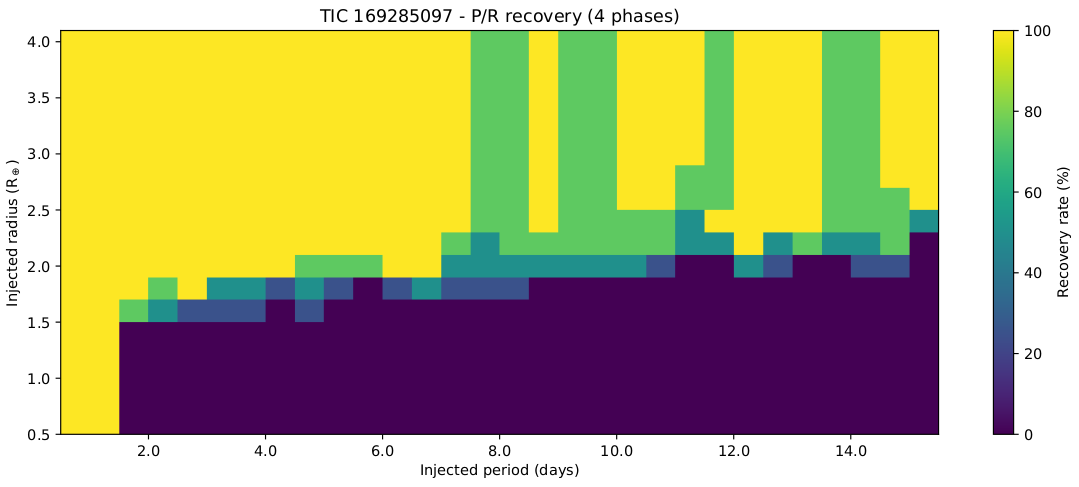 TIC 169285097 - P/R recovery (4 phases)
4.0
3.5
3.0
2.5
2.0
1.5
1.0
0.5
Injected radius (R⊕)
2.0 4.0 6.0 8.0 10.0 12.0 14.0
Injected period (days)
100
80
60
40
20
0
Recovery rate (%)